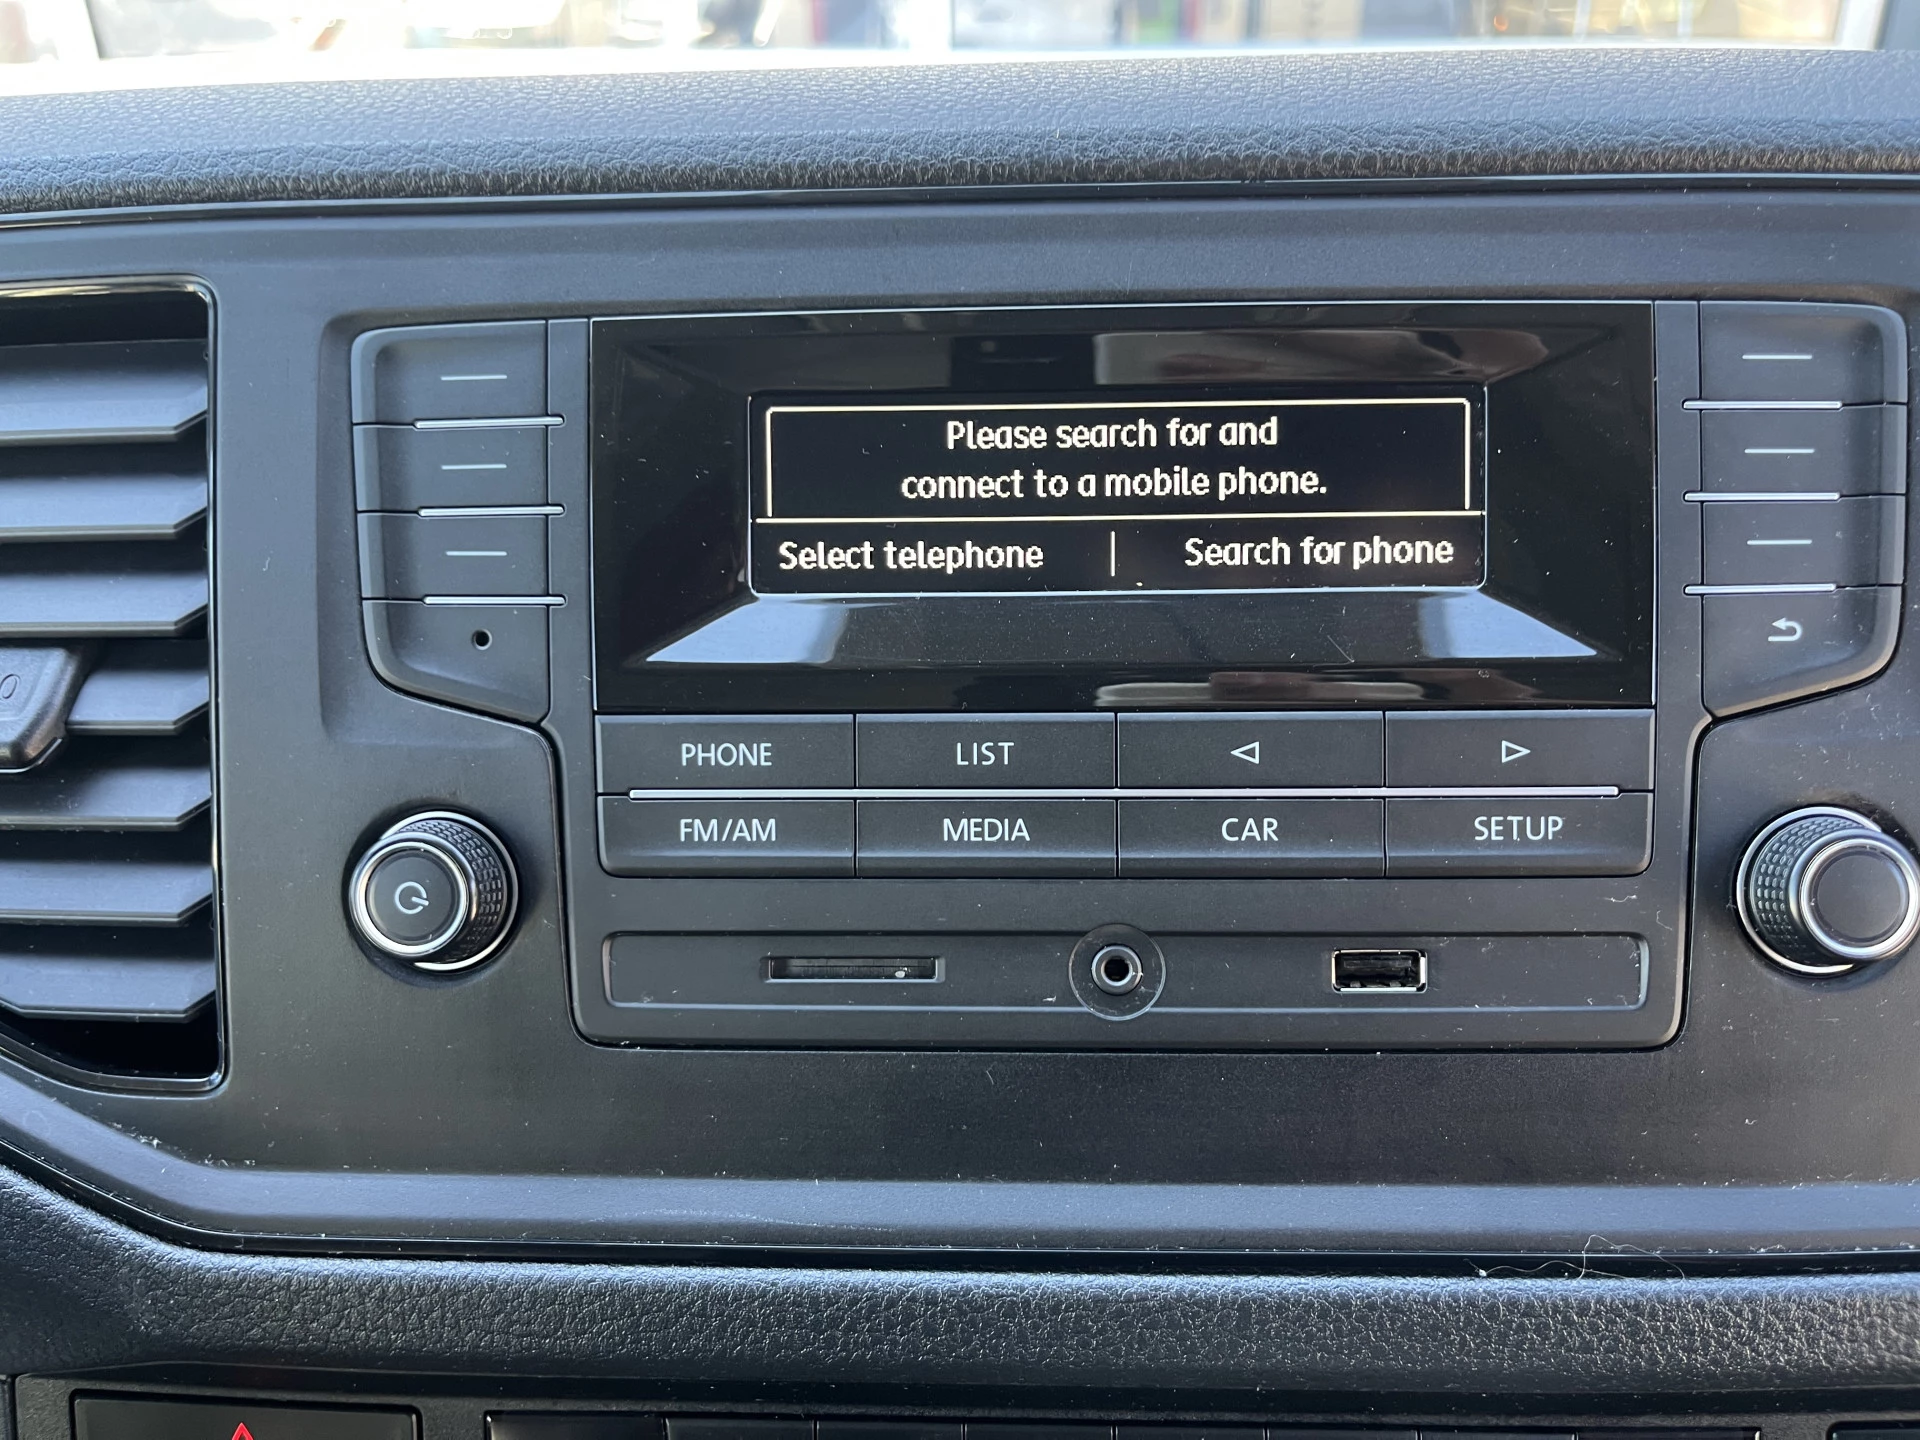 Please search for and
connect to a mobile phone.
Select telephone | Search for phone
PHONE LIST
FM/AM MEDIA CAR SETUP